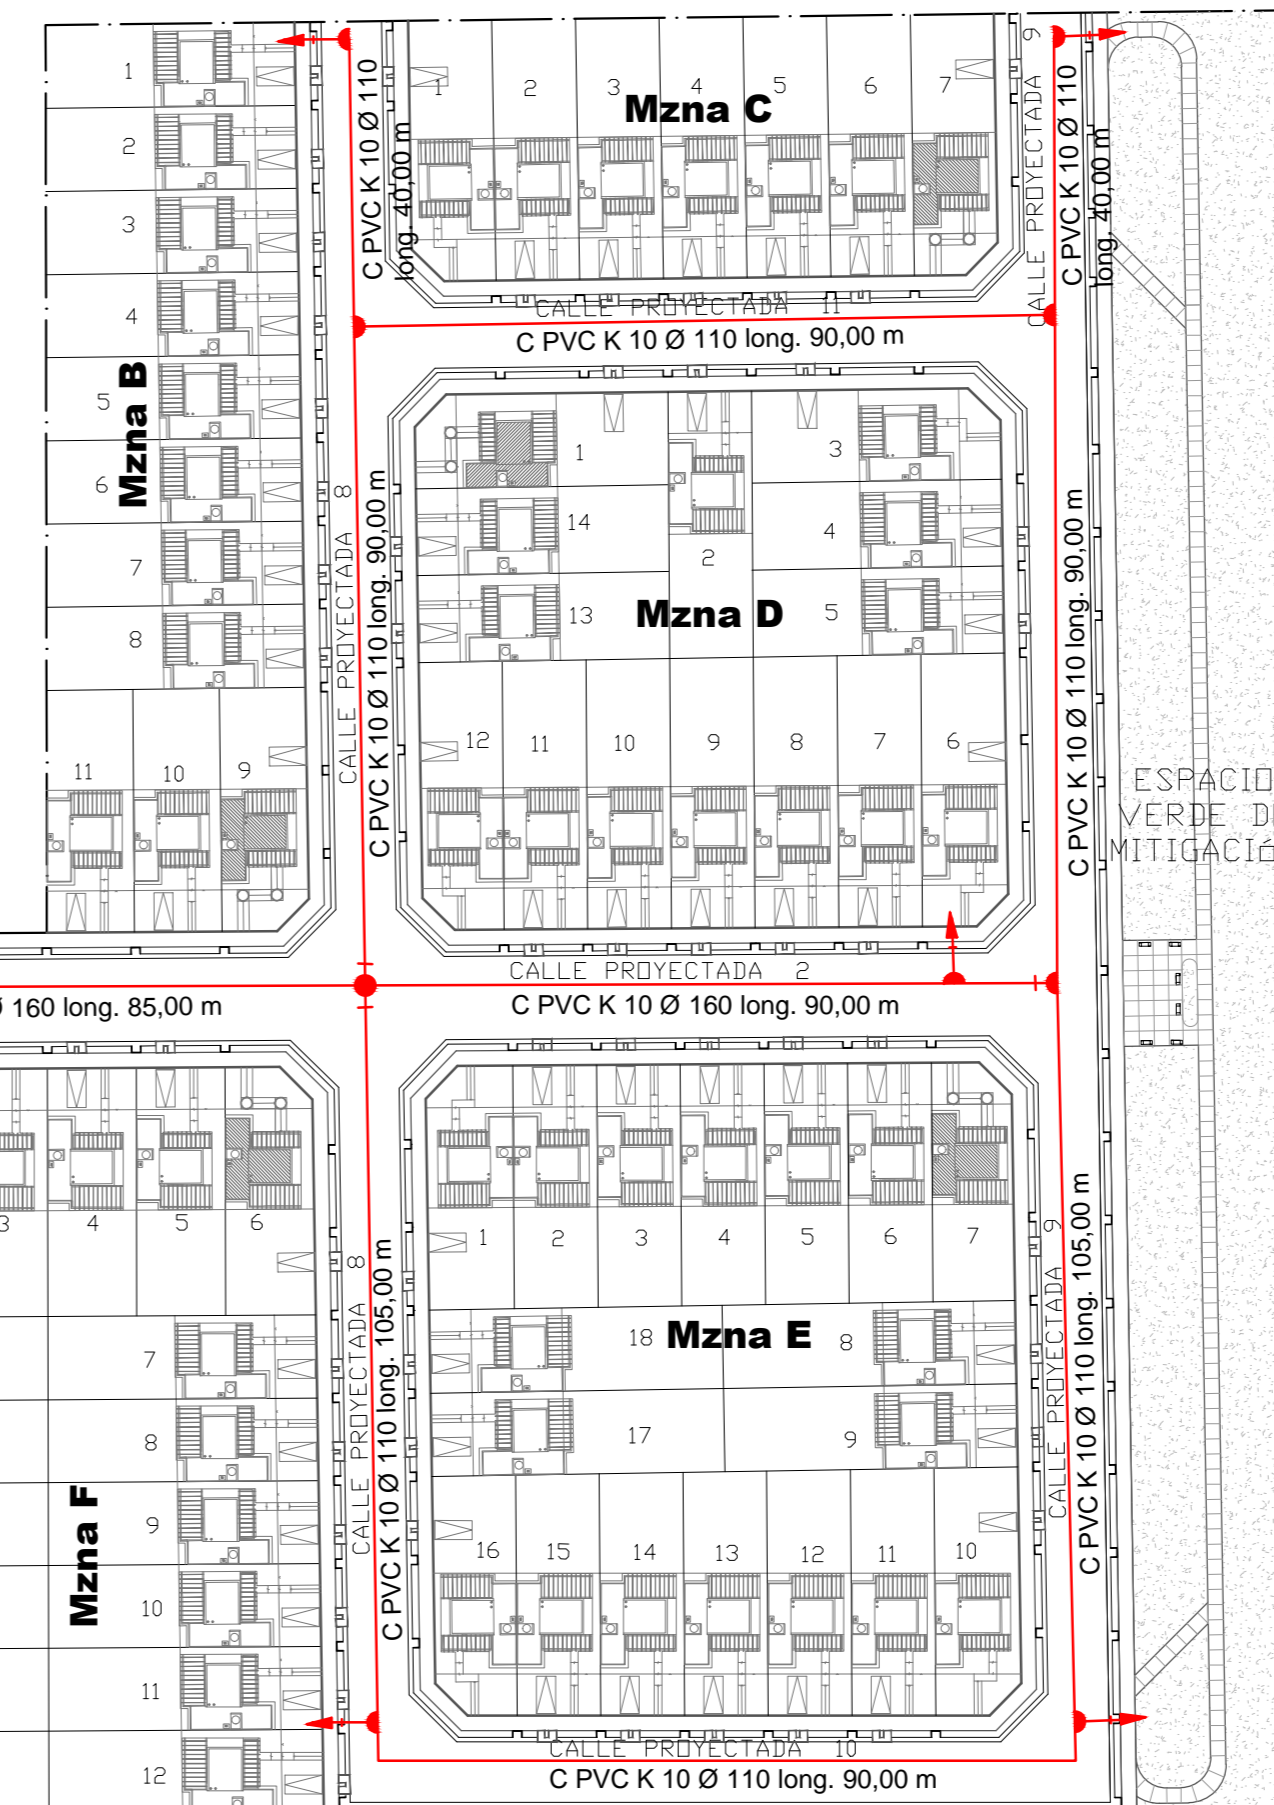 1
2
3
4
5
6
7
8
9
10
11
Mzna B
1
2
3
4
5
6
7
Mzna C
C PVC K 10 Ø 110
long. 40,00 m
CALLE PROYECTADA 9
C PVC K 10 Ø 110
long. 40,00 m
CALLE PROYECTADA 11
C PVC K 10 Ø 110 long. 90,00 m
CALLE PROYECTADA 8
C PVC K 10 Ø 110 long. 90,00 m
1
2
3
14
4
13
5
Mzna D
12
11
10
9
8
7
6
C PVC K 10 Ø 110 long. 90,00 m
ESPACIO
VERDE D
MITIGACIÓ
CALLE PROYECTADA 2
Ø 160 long. 85,00 m
C PVC K 10 Ø 160 long. 90,00 m
3
4
5
6
7
8
9
10
11
12
Mzna F
CALLE PROYECTADA 8
C PVC K 10 Ø 110 long. 105,00 m
1
2
3
4
5
6
7
18
Mzna E
8
17
9
16
15
14
13
12
11
10
CALLE PROYECTADA 9
C PVC K 10 Ø 110 long. 105,00 m
CALLE PROYECTADA 10
C PVC K 10 Ø 110 long. 90,00 m